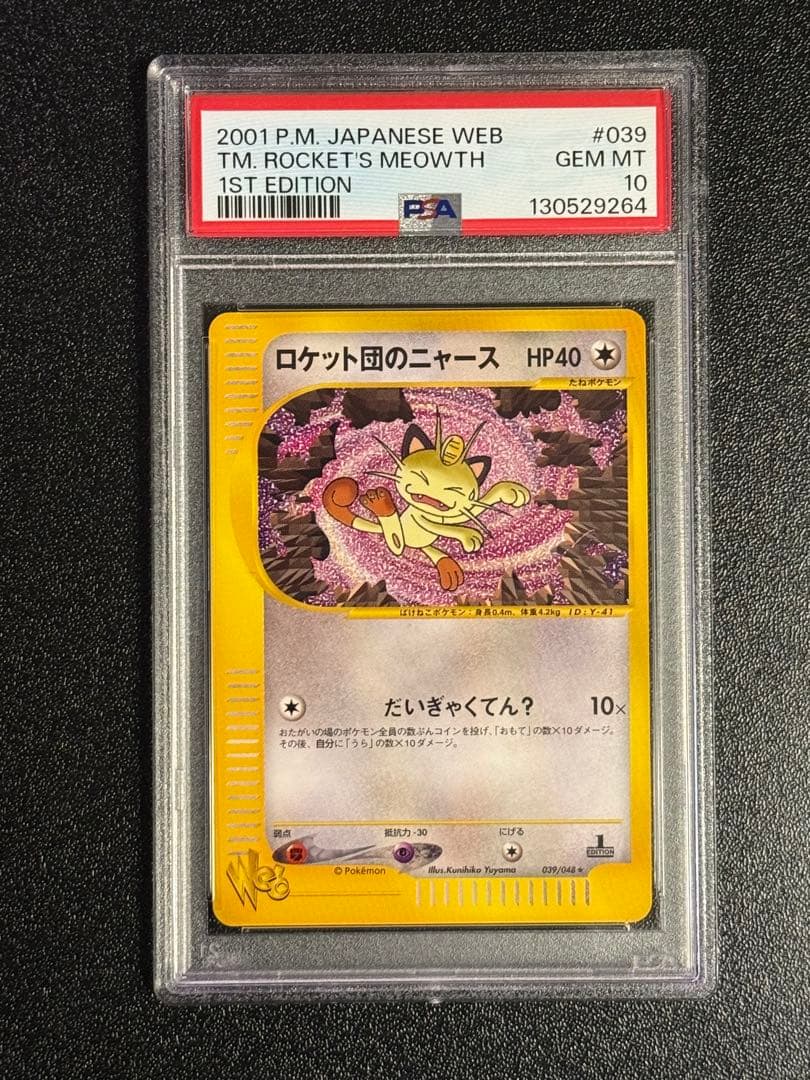 2001 P.M. JAPANESE WEB #039
TM. ROCKET'S MEOWTH GEM MT
1ST EDITION 10
PSA 130529264
ロケット団のニャース HP40
たねポケモン
ばけねこポケモン：身長0.4m、体重4.2kg ID:Y-41
だいぎゃくてん？ 10×
おたがいの場のポケモン全員の数ぶんコインを投げ、「おもて」の数×10ダメージ。
その後、自分に「うら」の数×10ダメージ。
弱点 抵抗力-30 にげる
1
EDITION
Web ©Pokémon Illus.Kunihiko Yuyama 039/048★